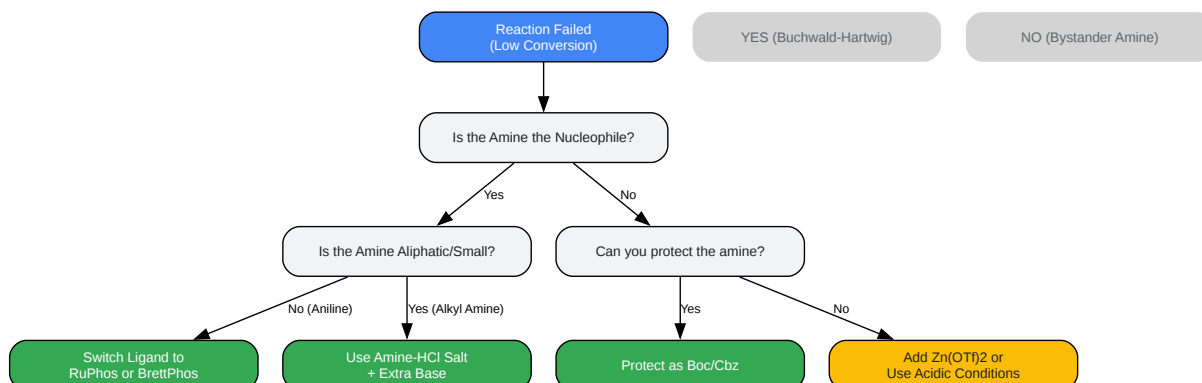 Reaction Failed
(Low Conversion)
YES (Buchwald-Hartwig)
NO (Bystander Amine)
Is the Amine the Nucleophile?
Yes
No
Is the Amine Aliphatic/Small?
Can you protect the amine?
No (Aniline)
Yes (Alkyl Amine)
Yes
No
Switch Ligand to
RuPhos or BrettPhos
Use Amine-HCl Salt
+ Extra Base
Protect as Boc/Cbz
Add Zn(OTf)2 or
Use Acidic Conditions